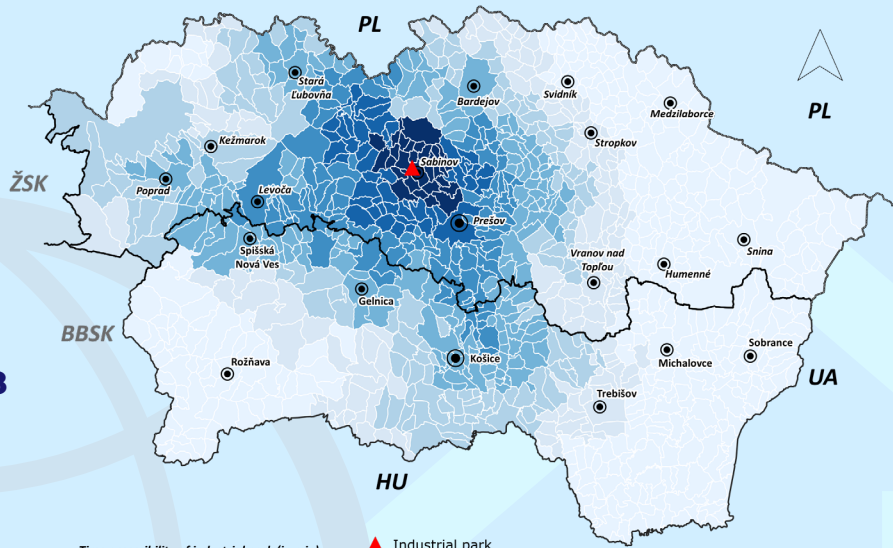 PL
Stará
Ľubovňa
Bardejov
Svidník
Medzilaborce
PL
Kežmarok
Stropkov
Sabinov
ŽSK
Poprad
Levoča
Prešov
Spišská
Nová Ves
Vranov nad
Topľou
Snina
Humenné
Gelnica
BBSK
Rožňava
Košice
Michalovce
Sobrance
UA
Trebišov
HU
Industrial park